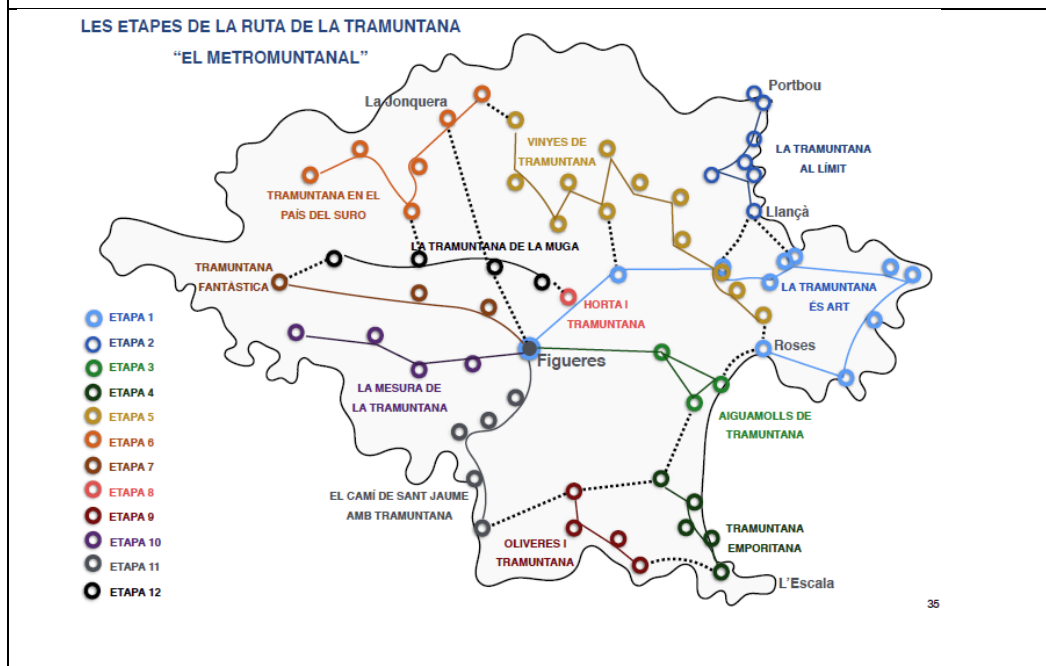 LES ETAPES DE LA RUTA DE LA TRAMUNTANA
“EL METROMUNTANAL”
Portbou
La Jonquera
VINYES DE
TRAMUNTANA
LA TRAMUNTANA
AL LÍMIT
TRAMUNTANA EN EL
PAÍS DEL SURO
Llançà
LA TRAMUNTANA DE LA MUGA
TRAMUNTANA
FANTÀSTICA
HORTA I
TRAMUNTANA
LA TRAMUNTANA
ÉS ART
Roses
Figueres
LA MESURA DE
LA TRAMUNTANA
AIGUAMOLLS DE
TRAMUNTANA
EL CAMÍ DE SANT JAUME
AMB TRAMUNTANA
OLIVERES I
TRAMUNTANA
TRAMUNTANA
EMPORITANA
L’Escala
ETAPA 1
ETAPA 2
ETAPA 3
ETAPA 4
ETAPA 5
ETAPA 6
ETAPA 7
ETAPA 8
ETAPA 9
ETAPA 10
ETAPA 11
ETAPA 12
35